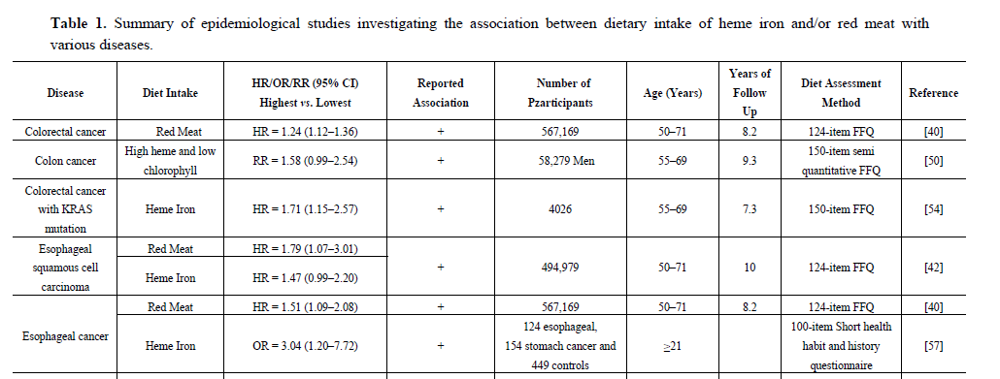 Table 1. Summary of epidemiological studies investigating the association between dietary intake of heme iron and/or red meat with
various diseases.
Disease Diet Intake HR/OR/RR (95% CI) Highest vs. Lowest Reported Association Number of Pzarticipants Age (Years) Years of Follow Up Diet Assessment Method Reference
Colorectal cancer Red Meat HR = 1.24 (1.12–1.36) + 567,169 50–71 8.2 124-item FFQ [40]
Colon cancer High heme and low chlorophyll RR = 1.58 (0.99–2.54) + 58,279 Men 55–69 9.3 150-item semi quantitative FFQ [50]
Colorectal cancer with KRAS mutation Heme Iron HR = 1.71 (1.15–2.57) + 4026 55–69 7.3 150-item FFQ [54]
Esophageal squamous cell carcinoma Red Meat HR = 1.79 (1.07–3.01) + 494,979 50–71 10 124-item FFQ [42]
Heme Iron HR = 1.47 (0.99–2.20)
Esophageal cancer Red Meat HR = 1.51 (1.09–2.08) + 567,169 50–71 8.2 124-item FFQ [40]
Heme Iron OR = 3.04 (1.20–7.72) + 124 esophageal, 154 stomach cancer and 449 controls ≥21 100-item Short health habit and history questionnaire [57]